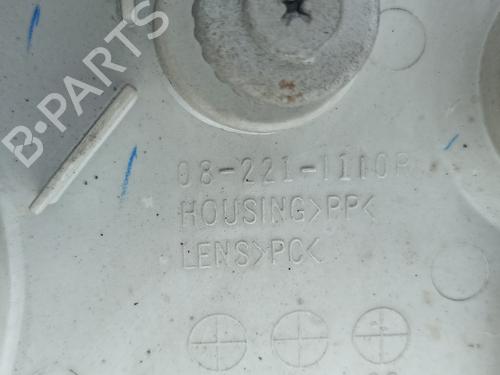 B-PARTS
08-221-1110R
HOUSING>PP<
LENS>PC<